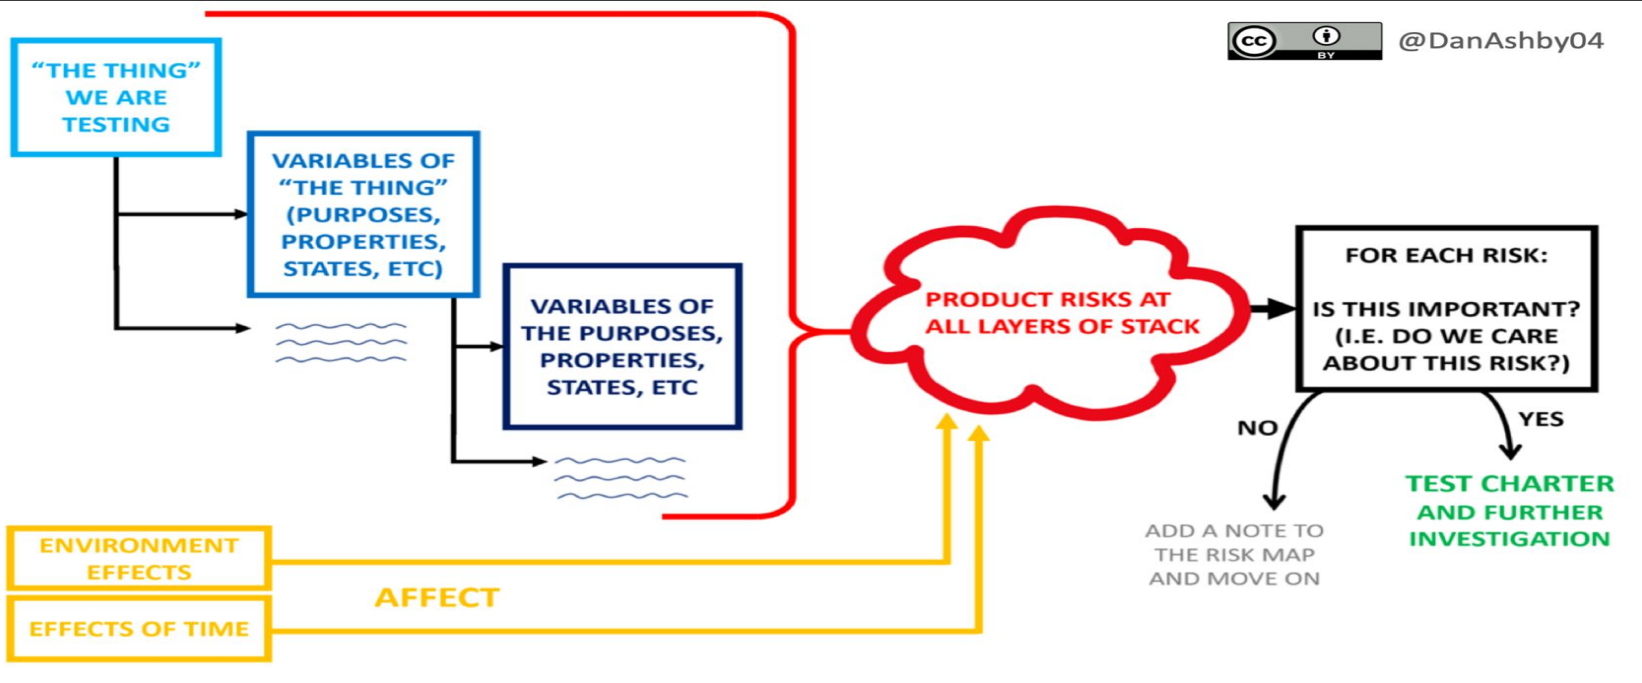 “THE THING”
WE ARE
TESTING
VARIABLES OF
“THE THING”
(PURPOSES,
PROPERTIES,
STATES, ETC)
VARIABLES OF
THE PURPOSES,
PROPERTIES,
STATES, ETC
ENVIRONMENT
EFFECTS
EFFECTS OF TIME
AFFECT
PRODUCT RISKS AT
ALL LAYERS OF STACK
FOR EACH RISK:
IS THIS IMPORTANT?
(I.E. DO WE CARE
ABOUT THIS RISK?)
NO
YES
ADD A NOTE TO
THE RISK MAP
AND MOVE ON
TEST CHARTER
AND FURTHER
INVESTIGATION
cc
BY
@DanAshby04